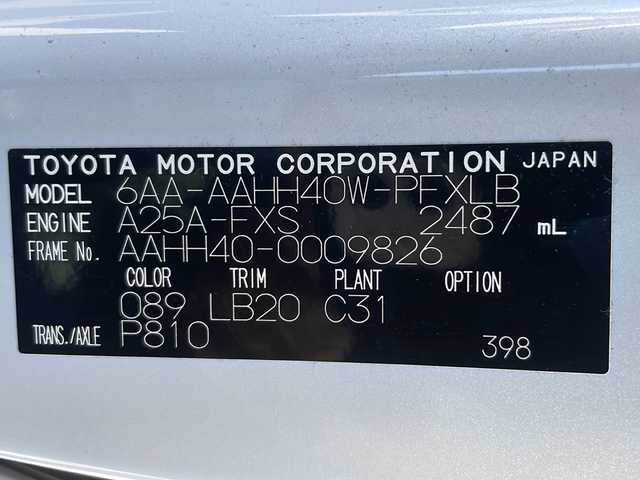 TOYOTA MOTOR CORPORATION JAPAN
MODEL 6AA-AAHH40W-PFXLB
ENGINE A25A-FXS 2487 mL
FRAME No. AAHH40-0009826
COLOR TRIM PLANT OPTION
089 LB20 C31
TRANS./AXLE P810
398